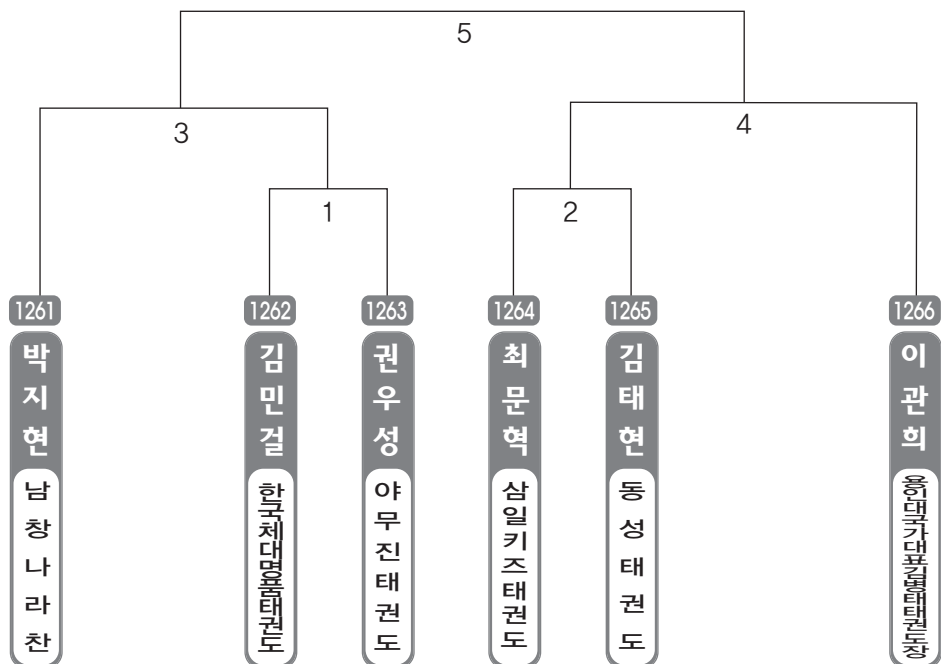 5
3
4
1
2
1261
1262
1263
1264
1265
1266
박지현
김민걸
권우성
최문혁
김태현
이관희
남창나라찬
한국체대명품태권도
야무진태권도
삼일키즈태권도
동성태권도
용인대국가대표김병태태권도장